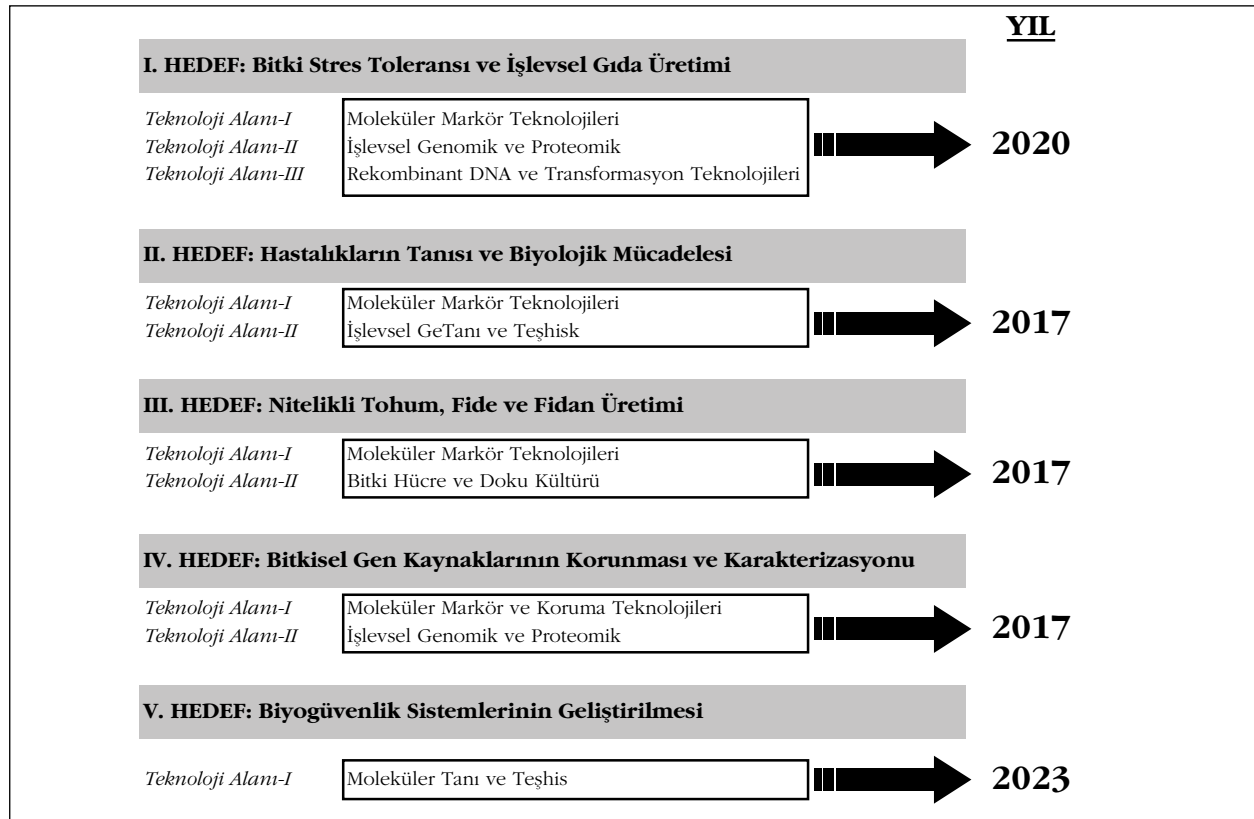 YIL
I. HEDEF: Bitki Stres Toleransı ve İşlevsel Gıda Üretimi
Teknoloji Alanı-I Moleküler Markör Teknolojileri
Teknoloji Alanı-II İşlevsel Genomik ve Proteomik
2020
Teknoloji Alanı-III Rekombinant DNA ve Transformasyon Teknolojileri
II. HEDEF: Hastalıkların Tanısı ve Biyolojik Mücadelesi
Teknoloji Alanı-I Moleküler Markör Teknolojileri
Teknoloji Alanı-II İşlevsel GeTanı ve Teşhisk
2017
III. HEDEF: Nitelikli Tohum, Fide ve Fidan Üretimi
Teknoloji Alanı-I Moleküler Markör Teknolojileri
Teknoloji Alanı-II Bitki Hücre ve Doku Kültürü
2017
IV. HEDEF: Bitkisel Gen Kaynaklarının Korunması ve Karakterizasyonu
Teknoloji Alanı-I Moleküler Markör ve Koruma Teknolojileri
Teknoloji Alanı-II İşlevsel Genomik ve Proteomik
2017
V. HEDEF: Biyogüvenlik Sistemlerinin Geliştirilmesi
Teknoloji Alanı-I Moleküler Tanı ve Teşhis
2023